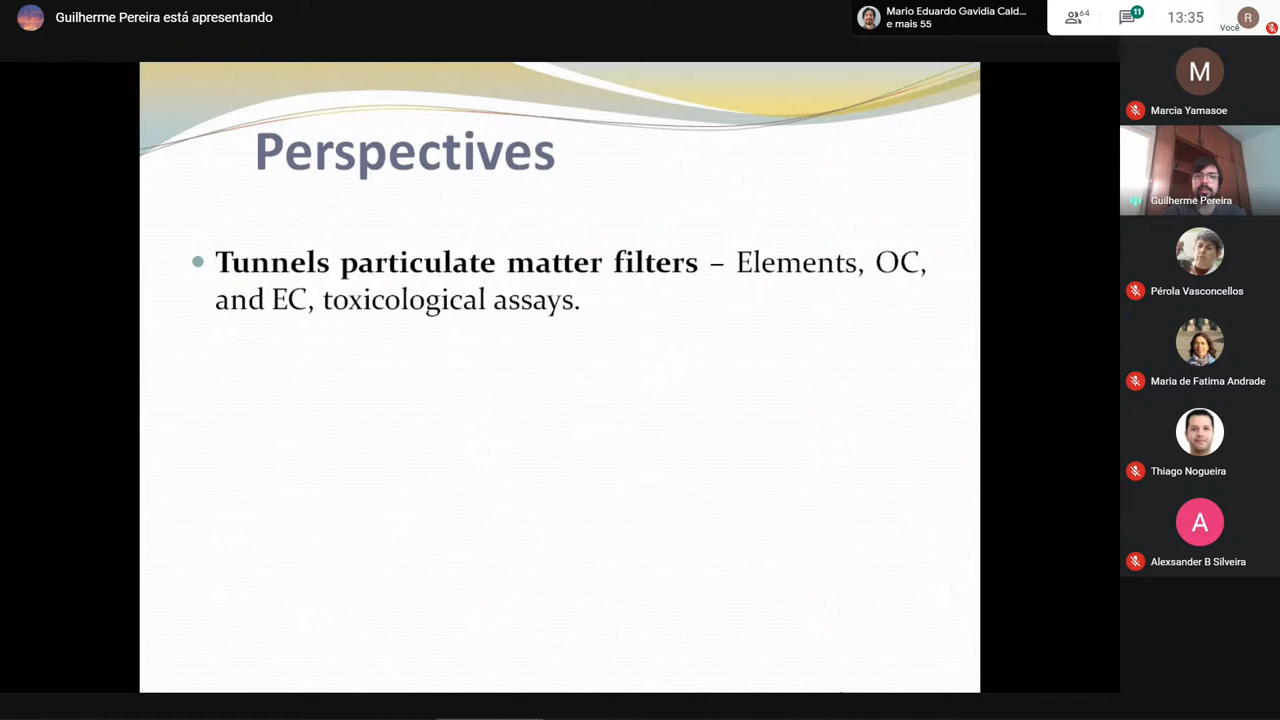 Guilherme Pereira está apresentando
Mario Eduardo Gavidia Cald...
e mais 55
64
11
13:35
Você
R
Perspectives
• Tunnels particulate matter filters – Elements, OC,
and EC, toxicological assays.
M
Marcia Yamasoe
Guilherme Pereira
Pérola Vasconcellos
Maria de Fatima Andrade
Thiago Nogueira
A
Alexsander B Silveira